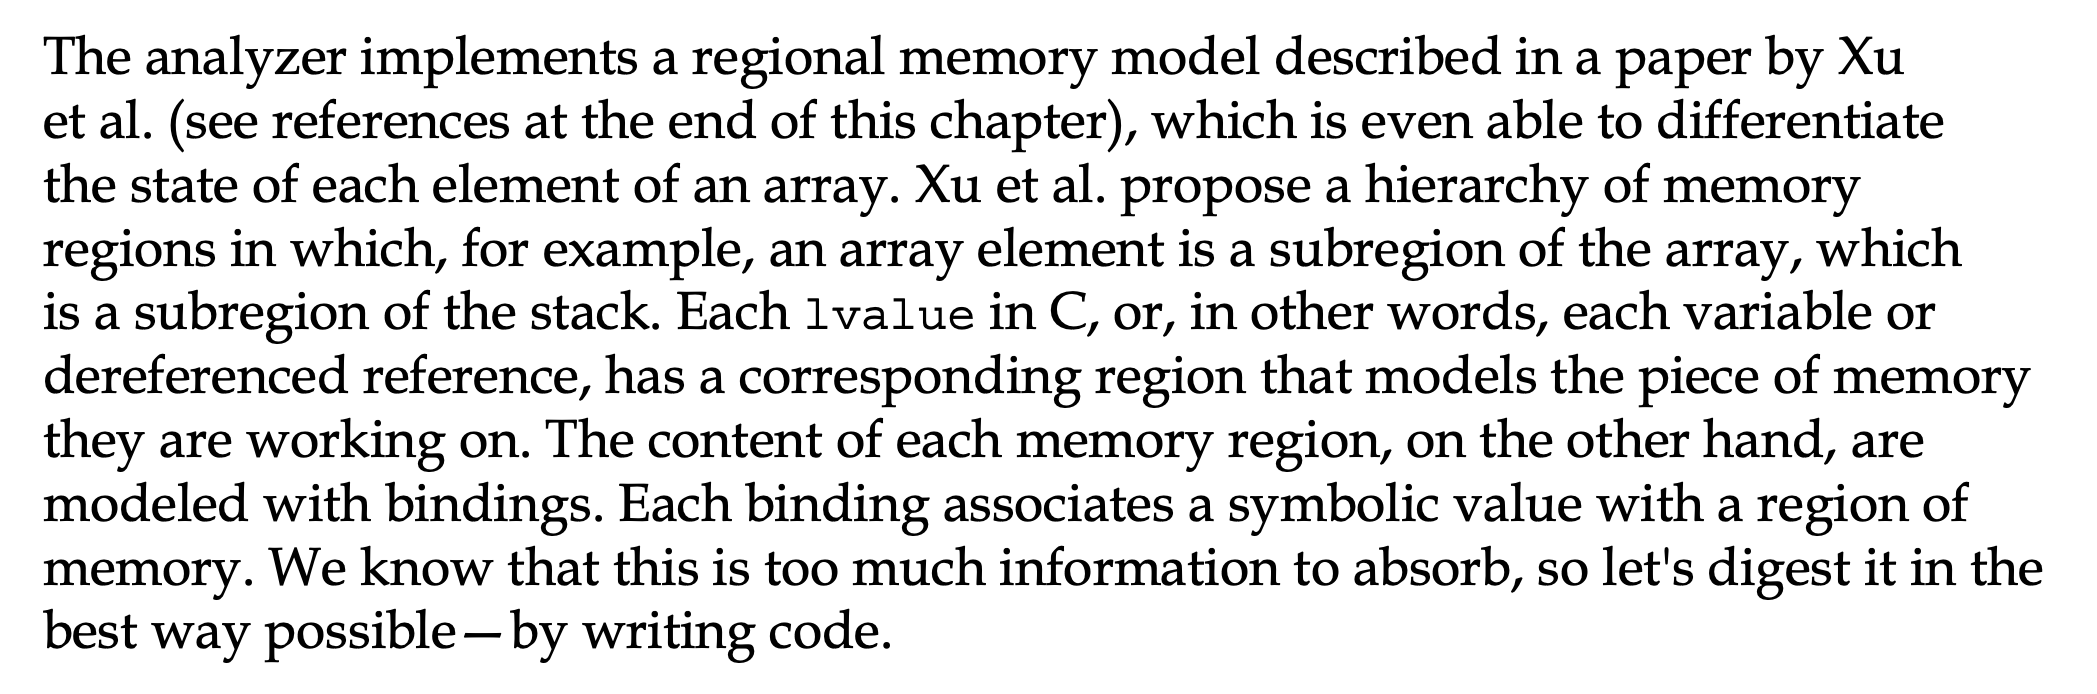 The analyzer implements a regional memory model described in a paper by Xu
et al. (see references at the end of this chapter), which is even able to differentiate
the state of each element of an array. Xu et al. propose a hierarchy of memory
regions in which, for example, an array element is a subregion of the array, which
is a subregion of the stack. Each lvalue in C, or, in other words, each variable or
dereferenced reference, has a corresponding region that models the piece of memory
they are working on. The content of each memory region, on the other hand, are
modeled with bindings. Each binding associates a symbolic value with a region of
memory. We know that this is too much information to absorb, so let's digest it in the
best way possible—by writing code.